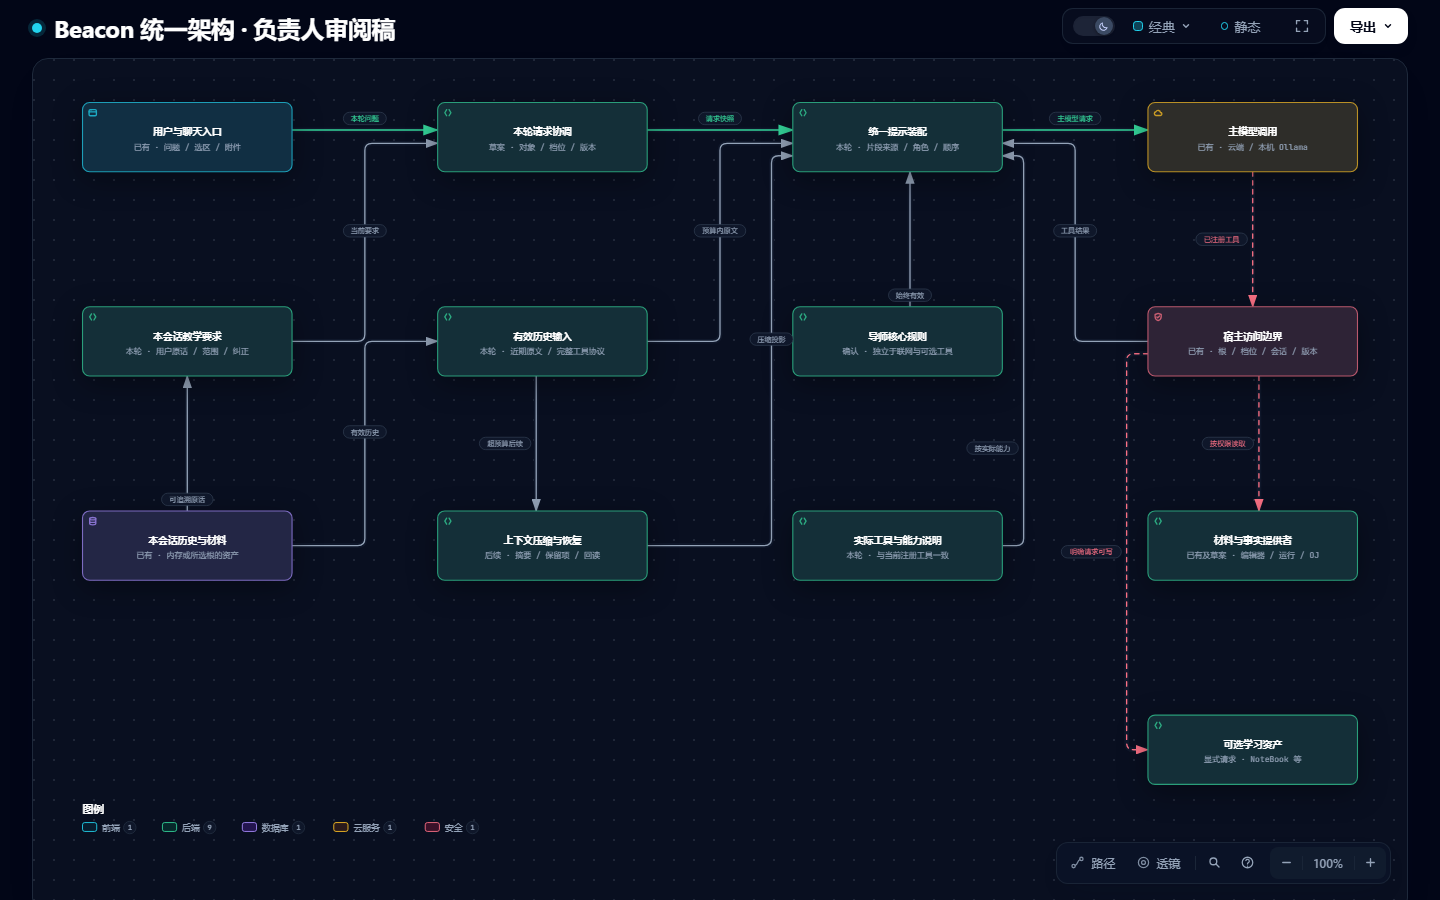 Beacon 统一架构 · 负责人审阅稿
经典
静态
导出
用户与聊天入口
已有 · 问题 / 选区 / 附件
本轮问题
本轮请求协调
草案 · 对象 / 档位 / 版本
请求快照
统一提示装配
本轮 · 片段来源 / 角色 / 顺序
主模型请求
主模型调用
已有 · 云端 / 本机 Ollama
当前要求
预算内原文
工具结果
已注册工具
始终有效
本会话教学要求
本轮 · 用户原话 / 范围 / 纠正
有效历史输入
本轮 · 近期原文 / 完整工具协议
压缩投影
导师核心规则
确认 · 独立于联网与可选工具
宿主访问边界
已有 · 根 / 档位 / 会话 / 版本
有效历史
超预算后续
按实际能力
按权限读取
可追溯原话
本会话历史与材料
已有 · 内存或所选根的资产
上下文压缩与恢复
后续 · 摘要 / 保留项 / 回读
实际工具与能力说明
本轮 · 与当前注册工具一致
明确请求可写
材料与事实提供者
已有及草案 · 编辑器 / 运行 / OJ
可选学习资产
显式请求 · NoteBook 等
图例
前端 1
后端 9
数据库 1
云服务 1
安全 1
路径
透镜
100%